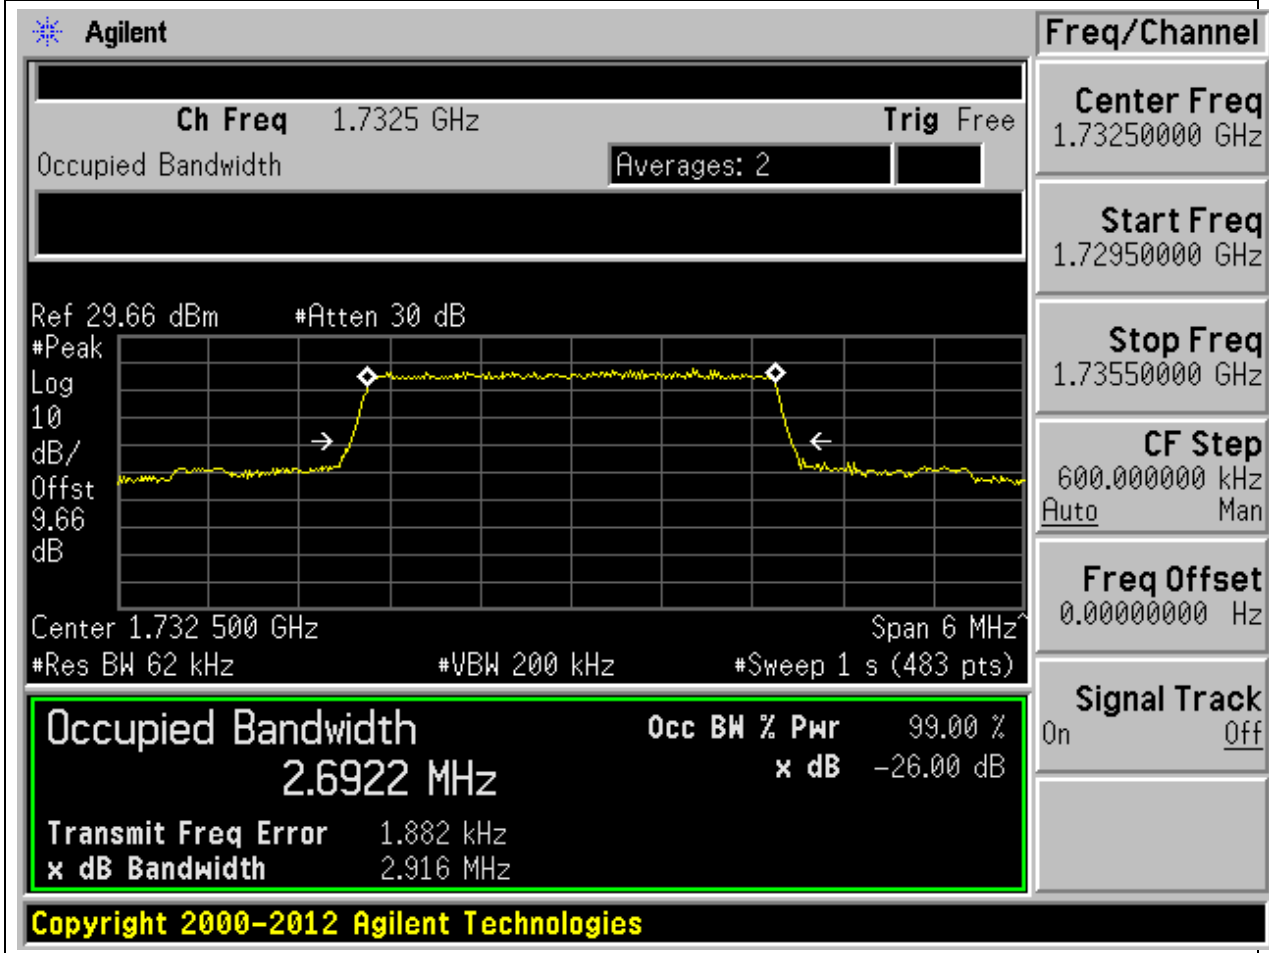 Agilent
Freq/Channel
Ch Freq 1.7325 GHz Trig Free
Occupied Bandwidth Averages: 2
Center Freq
1.73250000 GHz
Start Freq
1.72950000 GHz
Stop Freq
1.73550000 GHz
CF Step
600.000000 kHz
Auto Man
Freq Offset
0.00000000 Hz
Signal Track
On Off
Ref 29.66 dBm #Atten 30 dB
#Peak
Log
10
dB/
Offst
9.66
dB
Center 1.732 500 GHz Span 6 MHz^
#Res BW 62 kHz #VBW 200 kHz #Sweep 1 s (483 pts)
Occupied Bandwidth Occ BW % Pwr 99.00 %
2.6922 MHz x dB -26.00 dB
Transmit Freq Error 1.882 kHz
x dB Bandwidth 2.916 MHz
Copyright 2000-2012 Agilent Technologies